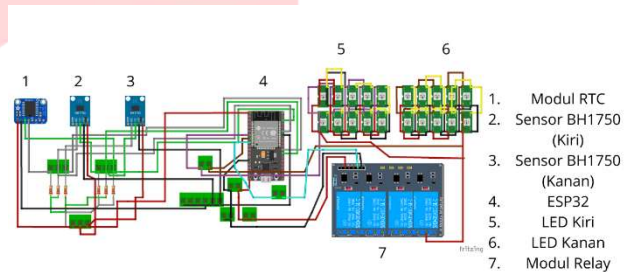 1
2
3
4
5
6
7
1. Modul RTC
2. Sensor BH1750
(Kiri)
3. Sensor BH1750
(Kanan)
4. ESP32
5. LED Kiri
6. LED Kanan
7. Modul Relay
fritzing